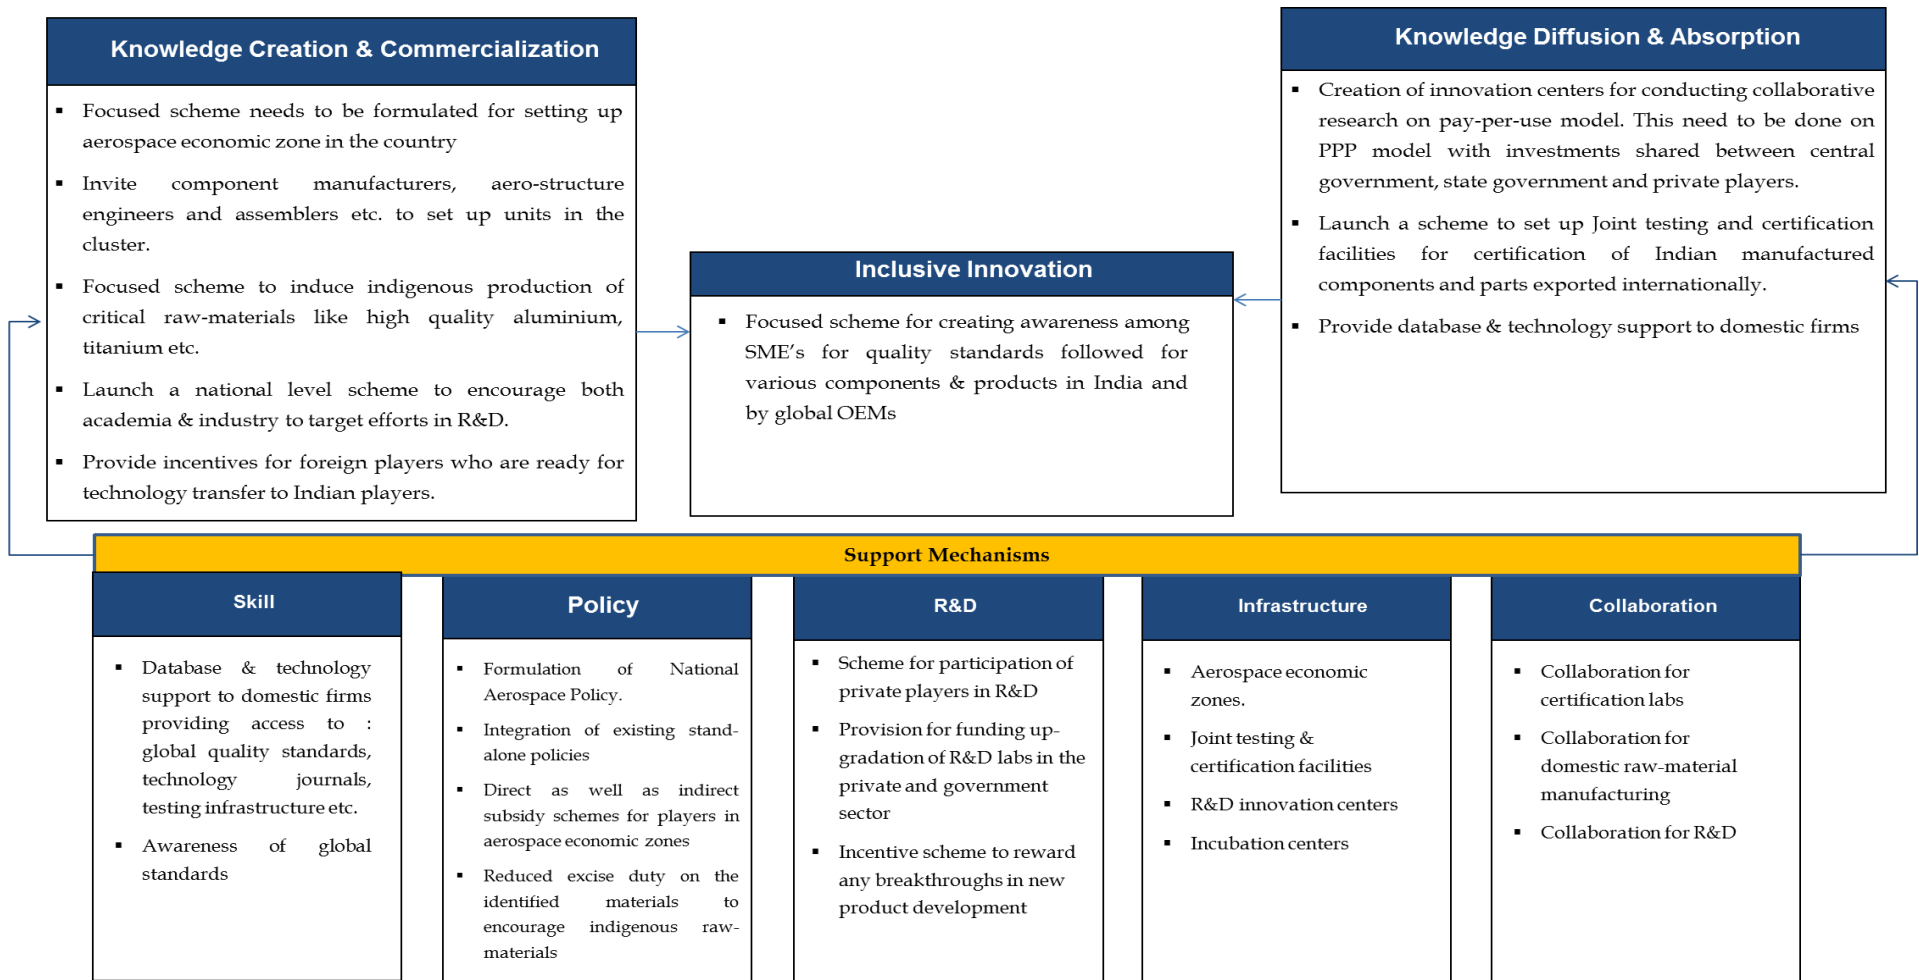 Knowledge Creation & Commercialization
▪ Focused scheme needs to be formulated for setting up
aerospace economic zone in the country
▪ Invite component manufacturers, aero-structure
engineers and assemblers etc. to set up units in the
cluster.
▪ Focused scheme to induce indigenous production of
critical raw-materials like high quality aluminium,
titanium etc.
▪ Launch a national level scheme to encourage both
academia & industry to target efforts in R&D.
▪ Provide incentives for foreign players who are ready for
technology transfer to Indian players.
Inclusive Innovation
▪ Focused scheme for creating awareness among
SME's for quality standards followed for
various components & products in India and
by global OEMs
Knowledge Diffusion & Absorption
▪ Creation of innovation centers for conducting collaborative
research on pay-per-use model. This need to be done on
PPP model with investments shared between central
government, state government and private players.
▪ Launch a scheme to set up Joint testing and certification
facilities for certification of Indian manufactured
components and parts exported internationally.
▪ Provide database & technology support to domestic firms
Support Mechanisms
Skill
▪ Database & technology
support to domestic firms
providing access to :
global quality standards,
technology journals,
testing infrastructure etc.
▪ Awareness of global
standards
Policy
▪ Formulation of National
Aerospace Policy.
▪ Integration of existing stand-
alone policies
▪ Direct as well as indirect
subsidy schemes for players in
aerospace economic zones
▪ Reduced excise duty on the
identified materials to
encourage indigenous raw-
materials
R&D
▪ Scheme for participation of
private players in R&D
▪ Provision for funding up-
gradation of R&D labs in the
private and government
sector
▪ Incentive scheme to reward
any breakthroughs in new
product development
Infrastructure
▪ Aerospace economic
zones.
▪ Joint testing &
certification facilities
▪ R&D innovation centers
▪ Incubation centers
Collaboration
▪ Collaboration for
certification labs
▪ Collaboration for
domestic raw-material
manufacturing
▪ Collaboration for R&D